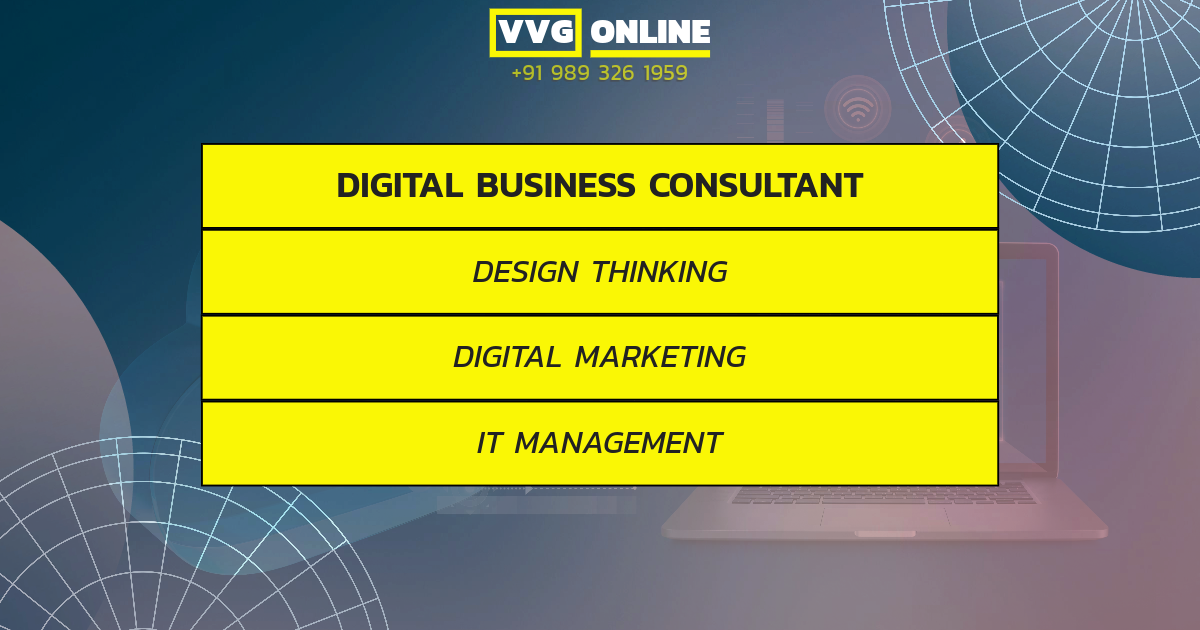 VVG ONLINE
+91 989 326 1959
DIGITAL BUSINESS CONSULTANT
DESIGN THINKING
DIGITAL MARKETING
IT MANAGEMENT